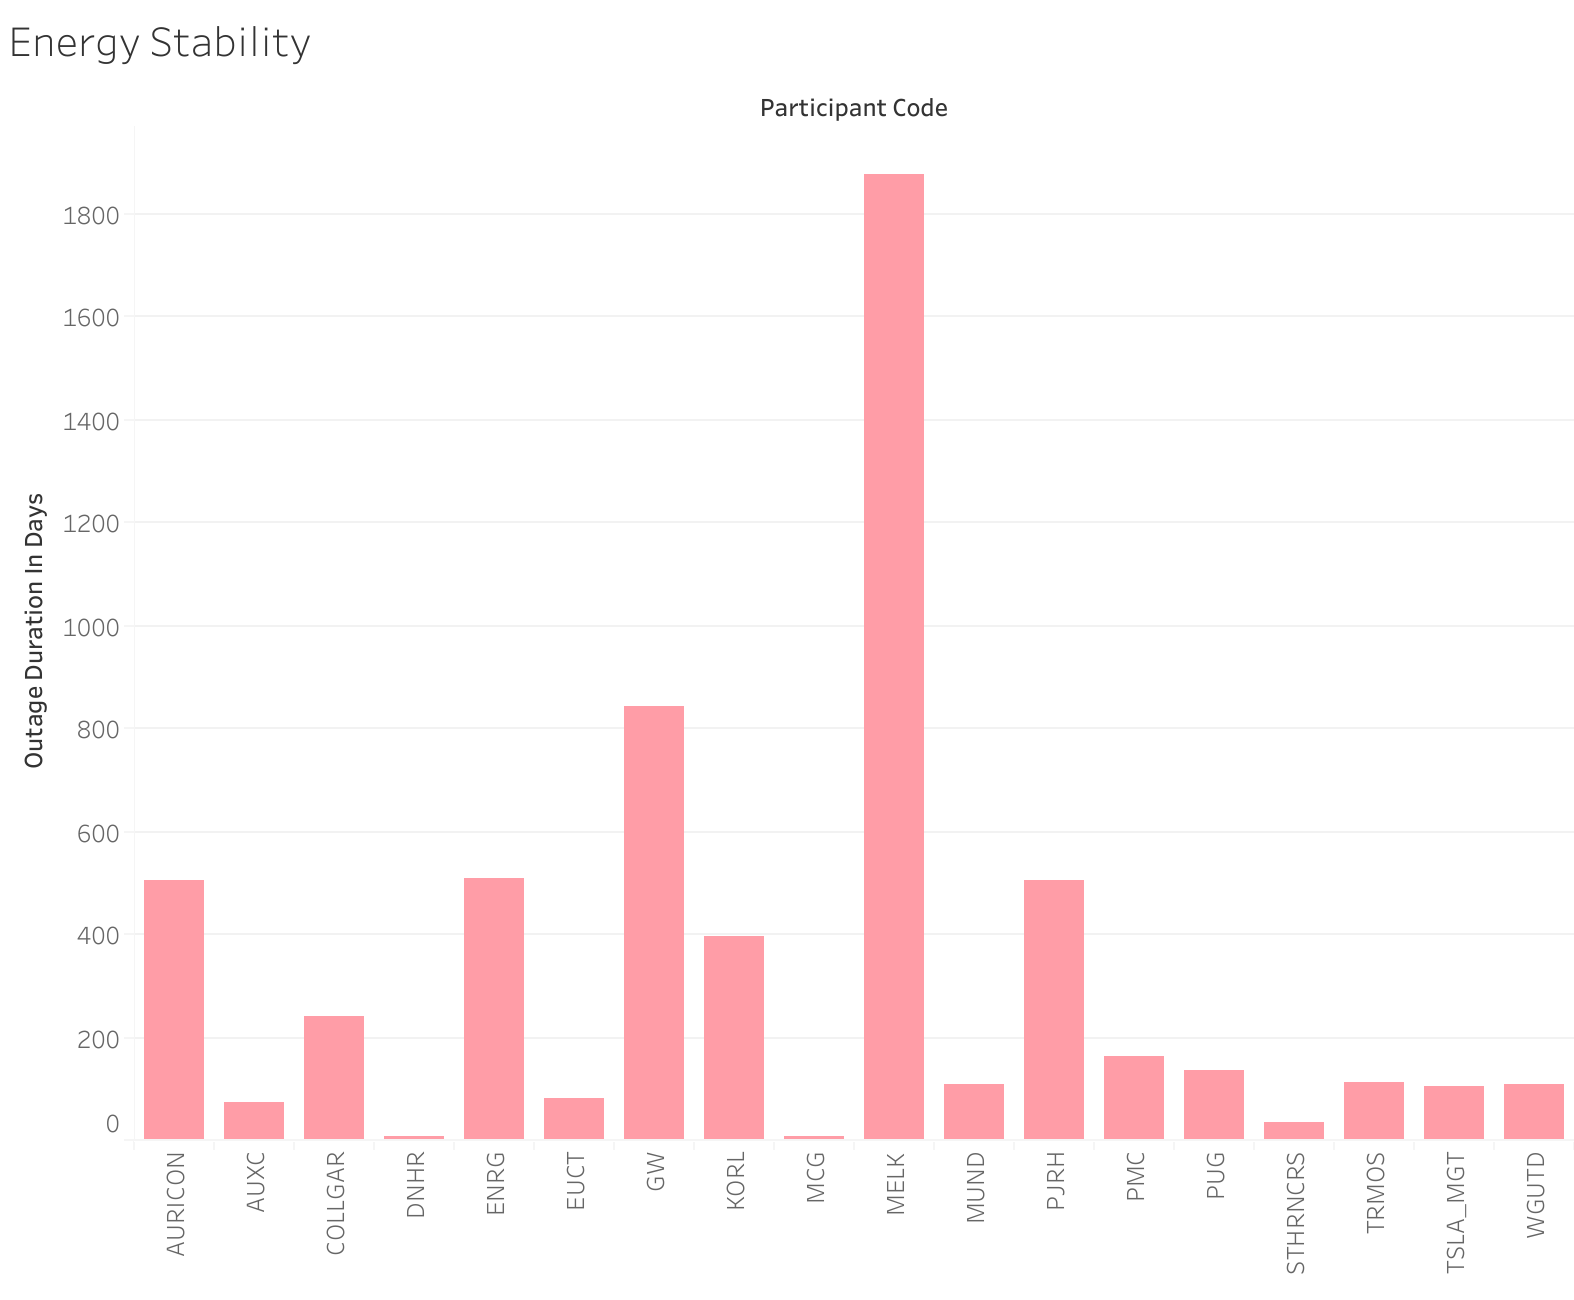 Energy Stability
Participant Code
Outage Duration In Days
1800
1600
1400
1200
1000
800
600
400
200
0
AURICON
AUXC
COLLGAR
DNHR
ENRG
EUCT
GW
KORL
MCG
MELK
MUND
PJRH
PMC
PUG
STHRNCRS
TRMOS
TSLA_MGT
WGUTD